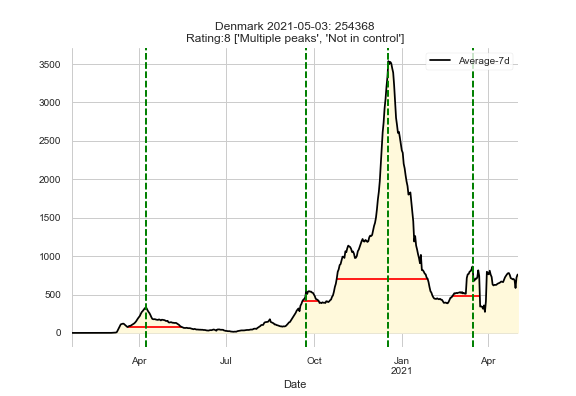 Denmark 2021-05-03: 254368
Rating:8 ['Multiple peaks', 'Not in control']
Average-7d
3500
3000
2500
2000
1500
1000
500
0
Apr Jul Oct Jan Apr
2021
Date